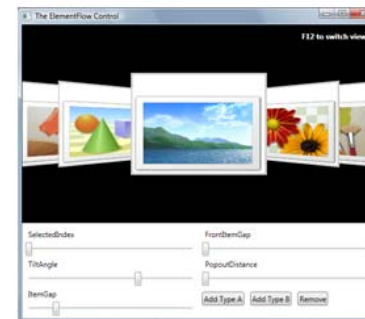 The ElementFlow Control
F12 to switch view
SelectedIndex
FrontItemGap
TiltAngle
PopoutDistance
ItemGap
Add Type A
Add Type B
Remove